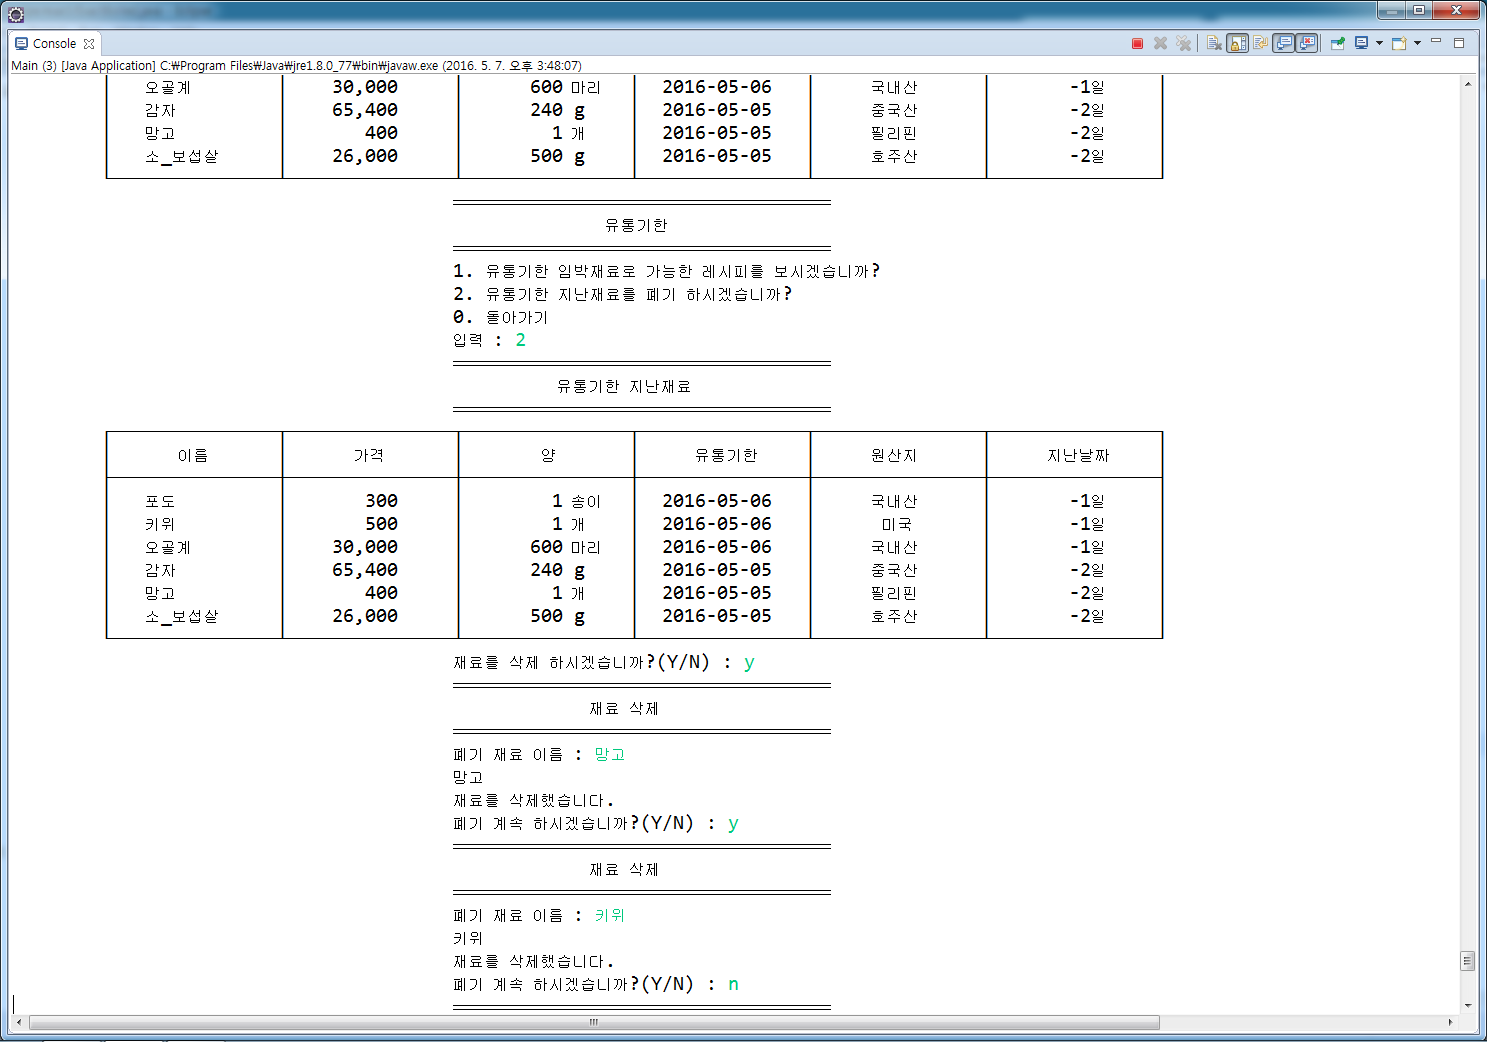 Console
Main (3) [Java Application] C:₩Program Files₩Java₩jre1.8.0_77₩bin₩javaw.exe (2016. 5. 7. 오후 3:48:07)
오골계 30,000 600 마리 2016-05-06 국내산 -1일
감자 65,400 240 g 2016-05-05 중국산 -2일
망고 400 1 개 2016-05-05 필리핀 -2일
소_보섭살 26,000 500 g 2016-05-05 호주산 -2일
유통기한
1. 유통기한 임박재료로 가능한 레시피를 보시겠습니까?
2. 유통기한 지난재료를 폐기 하시겠습니까?
0. 돌아가기
입력 : 2
유통기한 지난재료
이름 가격 양 유통기한 원산지 지난날짜
포도 300 1 송이 2016-05-06 국내산 -1일
키위 500 1 개 2016-05-06 미국 -1일
오골계 30,000 600 마리 2016-05-06 국내산 -1일
감자 65,400 240 g 2016-05-05 중국산 -2일
망고 400 1 개 2016-05-05 필리핀 -2일
소_보섭살 26,000 500 g 2016-05-05 호주산 -2일
재료를 삭제 하시겠습니까?(Y/N) : y
재료 삭제
폐기 재료 이름 : 망고
망고
재료를 삭제했습니다.
폐기 계속 하시겠습니까?(Y/N) : y
재료 삭제
폐기 재료 이름 : 키위
키위
재료를 삭제했습니다.
폐기 계속 하시겠습니까?(Y/N) : n